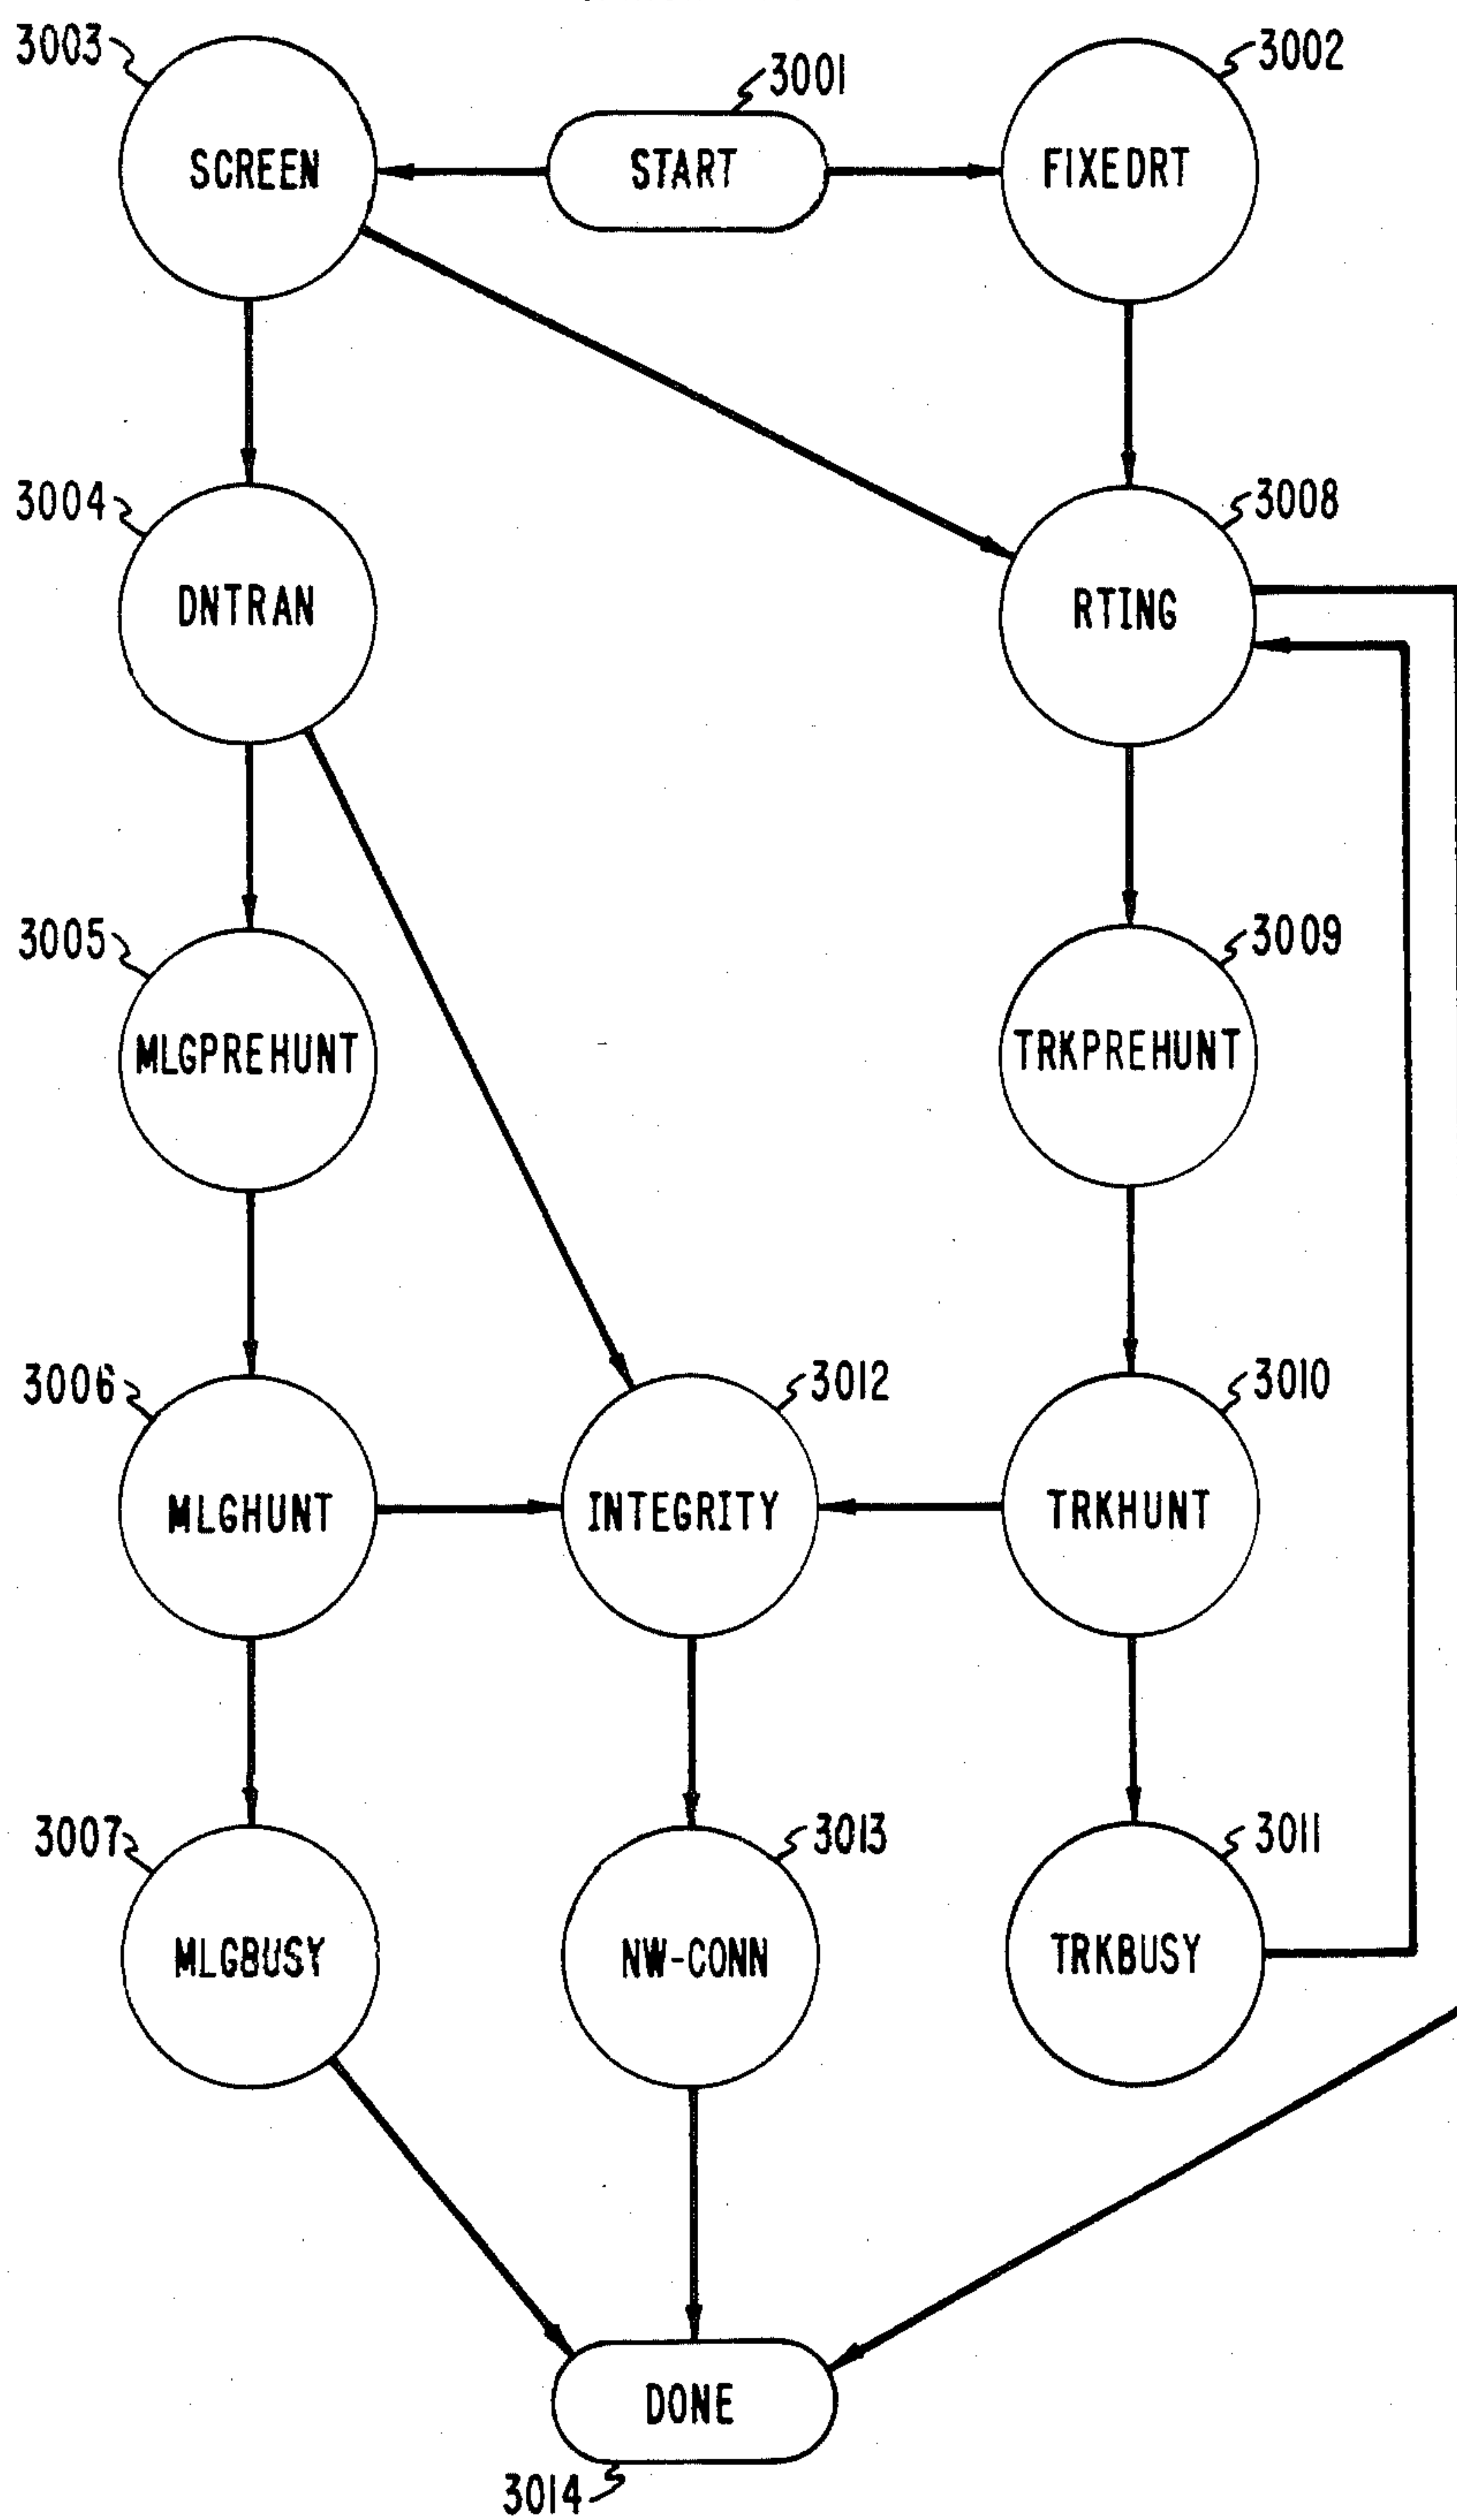 3003
3001
3002
SCREEN
START
FIXEDRT
3004
3008
DNTRAN
RTING
3005
3009
MLGPREHUNT
TRKPREHUNT
3006
3012
3010
MLGHUNT
INTEGRITY
TRKHUNT
3007
3013
3011
MLGBUSY
NW-CONN
TRKBUSY
DONE
3014